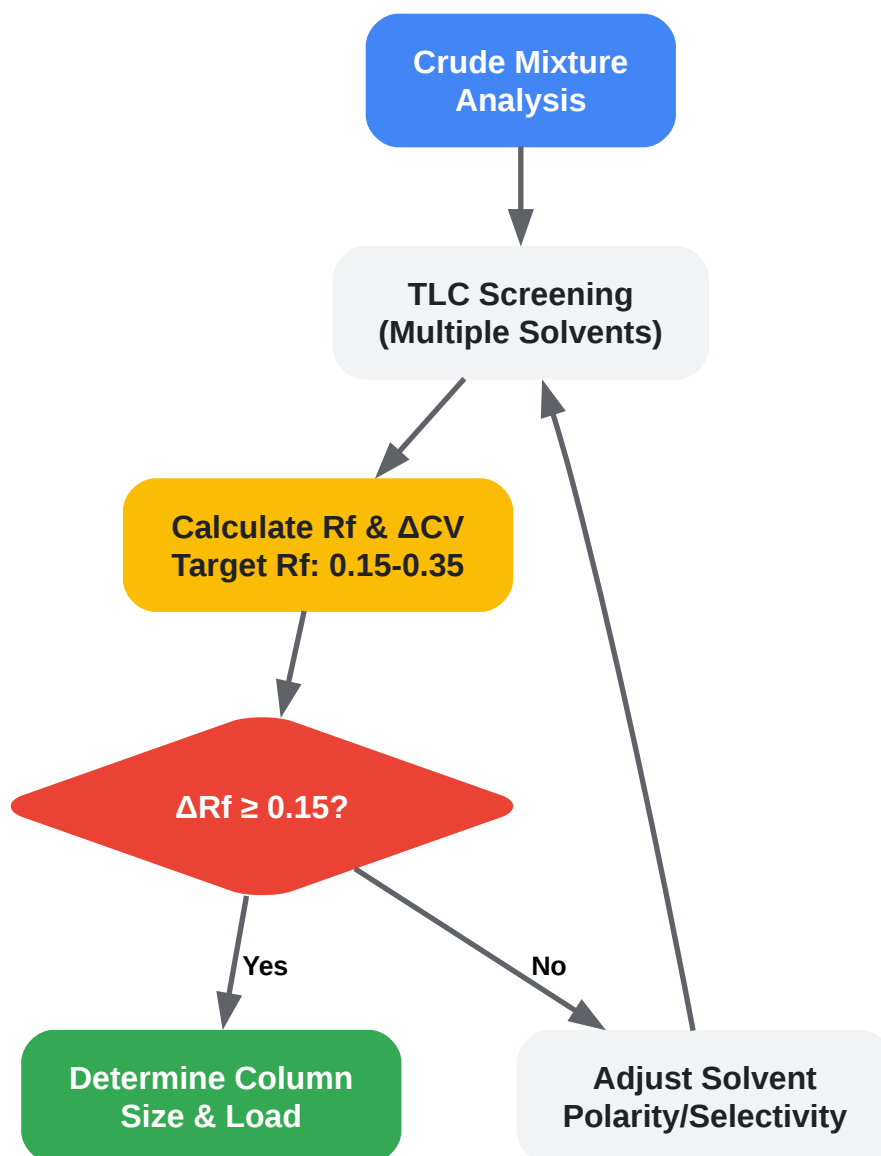 Crude Mixture
Analysis
TLC Screening
(Multiple Solvents)
Calculate Rf & ΔCV
Target Rf: 0.15-0.35
ΔRf ≥ 0.15?
Yes
No
Determine Column
Size & Load
Adjust Solvent
Polarity/Selectivity